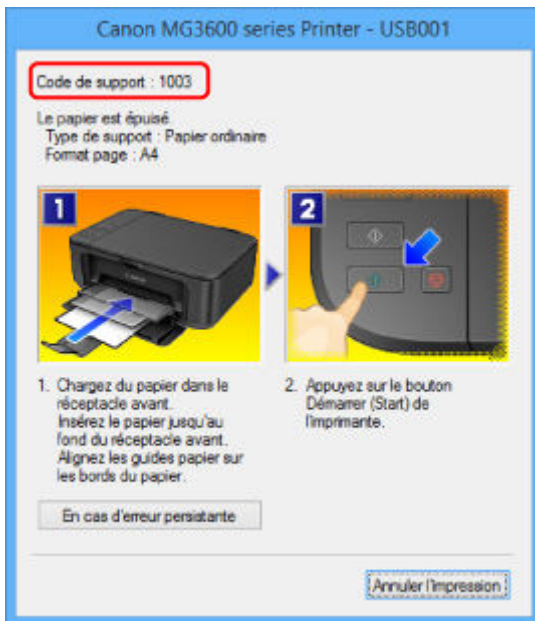 Canon MG3600 series Printer - USB001
Code de support : 1003
Le papier est épuisé.
Type de support : Papier ordinaire
Format page : A4
1
2
1. Chargez du papier dans le
réceptacle avant.
Insérez le papier jusqu'au
fond du réceptacle avant.
Alignez les guides papier sur
les bords du papier.
2. Appuyez sur le bouton
Démarrer (Start) de
l'imprimante.
En cas d'erreur persistante
Annuler l'impression